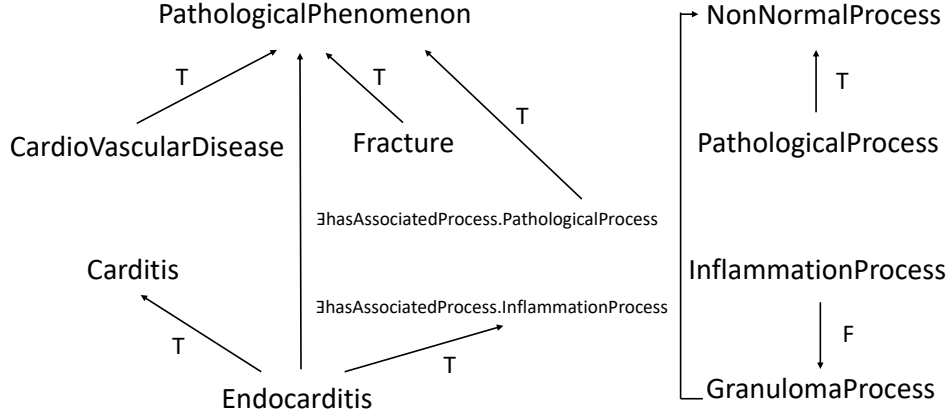 PathologicalPhenomenon
NonNormalProcess
T
T
T
T
T
CardioVascularDisease
Fracture
PathologicalProcess
∃hasAssociatedProcess.PathologicalProcess
Carditis
InflammationProcess
∃hasAssociatedProcess.InflammationProcess
T
T
F
Endocarditis
GranulomaProcess